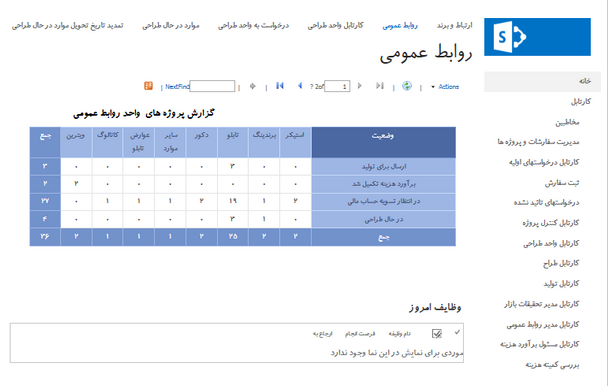 ارتباط و برند روابط عمومی کارتابل واحد طراحی درخواست به واحد طراحی موارد در حال طراحی تمدید تاریخ تحویل موارد در حال طراحی
روابط عمومی
خانه
کارتابل
مخاطبین
مدیریت سفارشات و پروژه ها
کارتابل درخواستهای اولیه
ثبت سفارش
درخواستهای تائید نشده
کارتابل کنترل پروژه
کارتابل واحد طراحی
کارتابل طراح
کارتابل تولید
کارتابل مدیر تحقیقات بازار
کارتابل مدیر روابط عمومی
کارتابل مسئول برآورد هزینه
بررسی کمیته هزینه
Actions 1 2of ? Find Next
گزارش پروژه های واحد روابط عمومی
وضعیت استیکر برندینگ تابلو دکور سایر موارد عوارض تابلو کاتالوگ ویترین جمع
ارسال برای تولید ۰ ۰ ۳ ۰ ۰ ۰ ۰ ۰ ۳
برآورد هزینه تکمیل شد ۰ ۰ ۰ ۰ ۰ ۰ ۰ ۲ ۲
در انتظار تسویه حساب مالی ۲ ۱ ۱۹ ۲ ۱ ۱ ۱ ۰ ۲۷
در حال طراحی ۰ ۱ ۳ ۰ ۰ ۰ ۰ ۰ ۴
جمع ۲ ۲ ۲۵ ۲ ۱ ۱ ۱ ۲ ۳۶
وظایف امروز
نام وظیفه فرصت انجام ارجاع به
موردی برای نمایش در این نما وجود ندارد